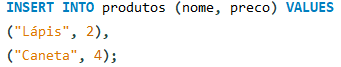 INSERT INTO produtos (nome, preco) VALUES
("Lápis", 2),
("Caneta", 4);